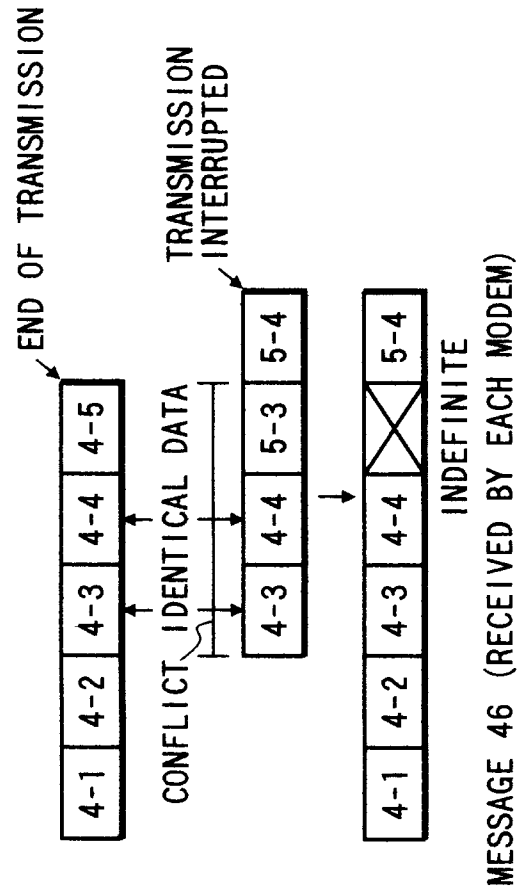 END OF TRANSMISSION
4-1 4-2 4-3 4-4 4-5
CONFLICT IDENTICAL DATA
TRANSMISSION
INTERRUPTED
4-3 4-4 5-3 5-4
4-1 4-2 4-3 4-4 5-4
INDEFINITE
MESSAGE 46 (RECEIVED BY EACH MODEM)